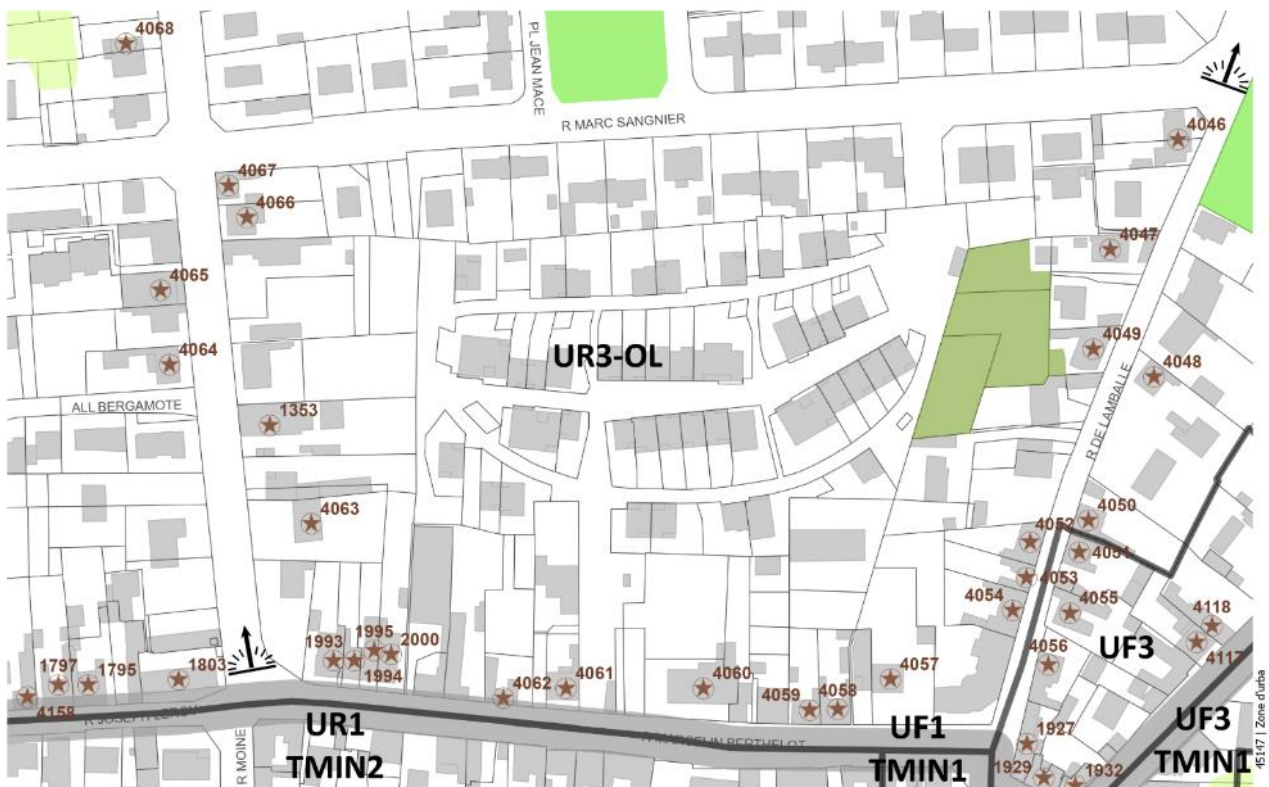 4068
PL JEAN MACE
R MARC SANGNIER
4046
4067
4066
4047
4065
4064
4049
4048
UR3-OL
ALL BERGAMOTE
1353
R DE LAMBALLE
4063
4050
4052
4051
4053
4054
4055
4118
4117
4056
UF3
1993
1995
1994
2000
1797
1795
1803
4158
4062
4061
4060
4059
4058
4057
R JOSEPH LEROY
R MARCELIN BERTHELOT
R MOINE
UR1
TMIN2
UF1
TMIN1
1927
1929
1932
UF3
TMIN1
45147 | Zone d'urba